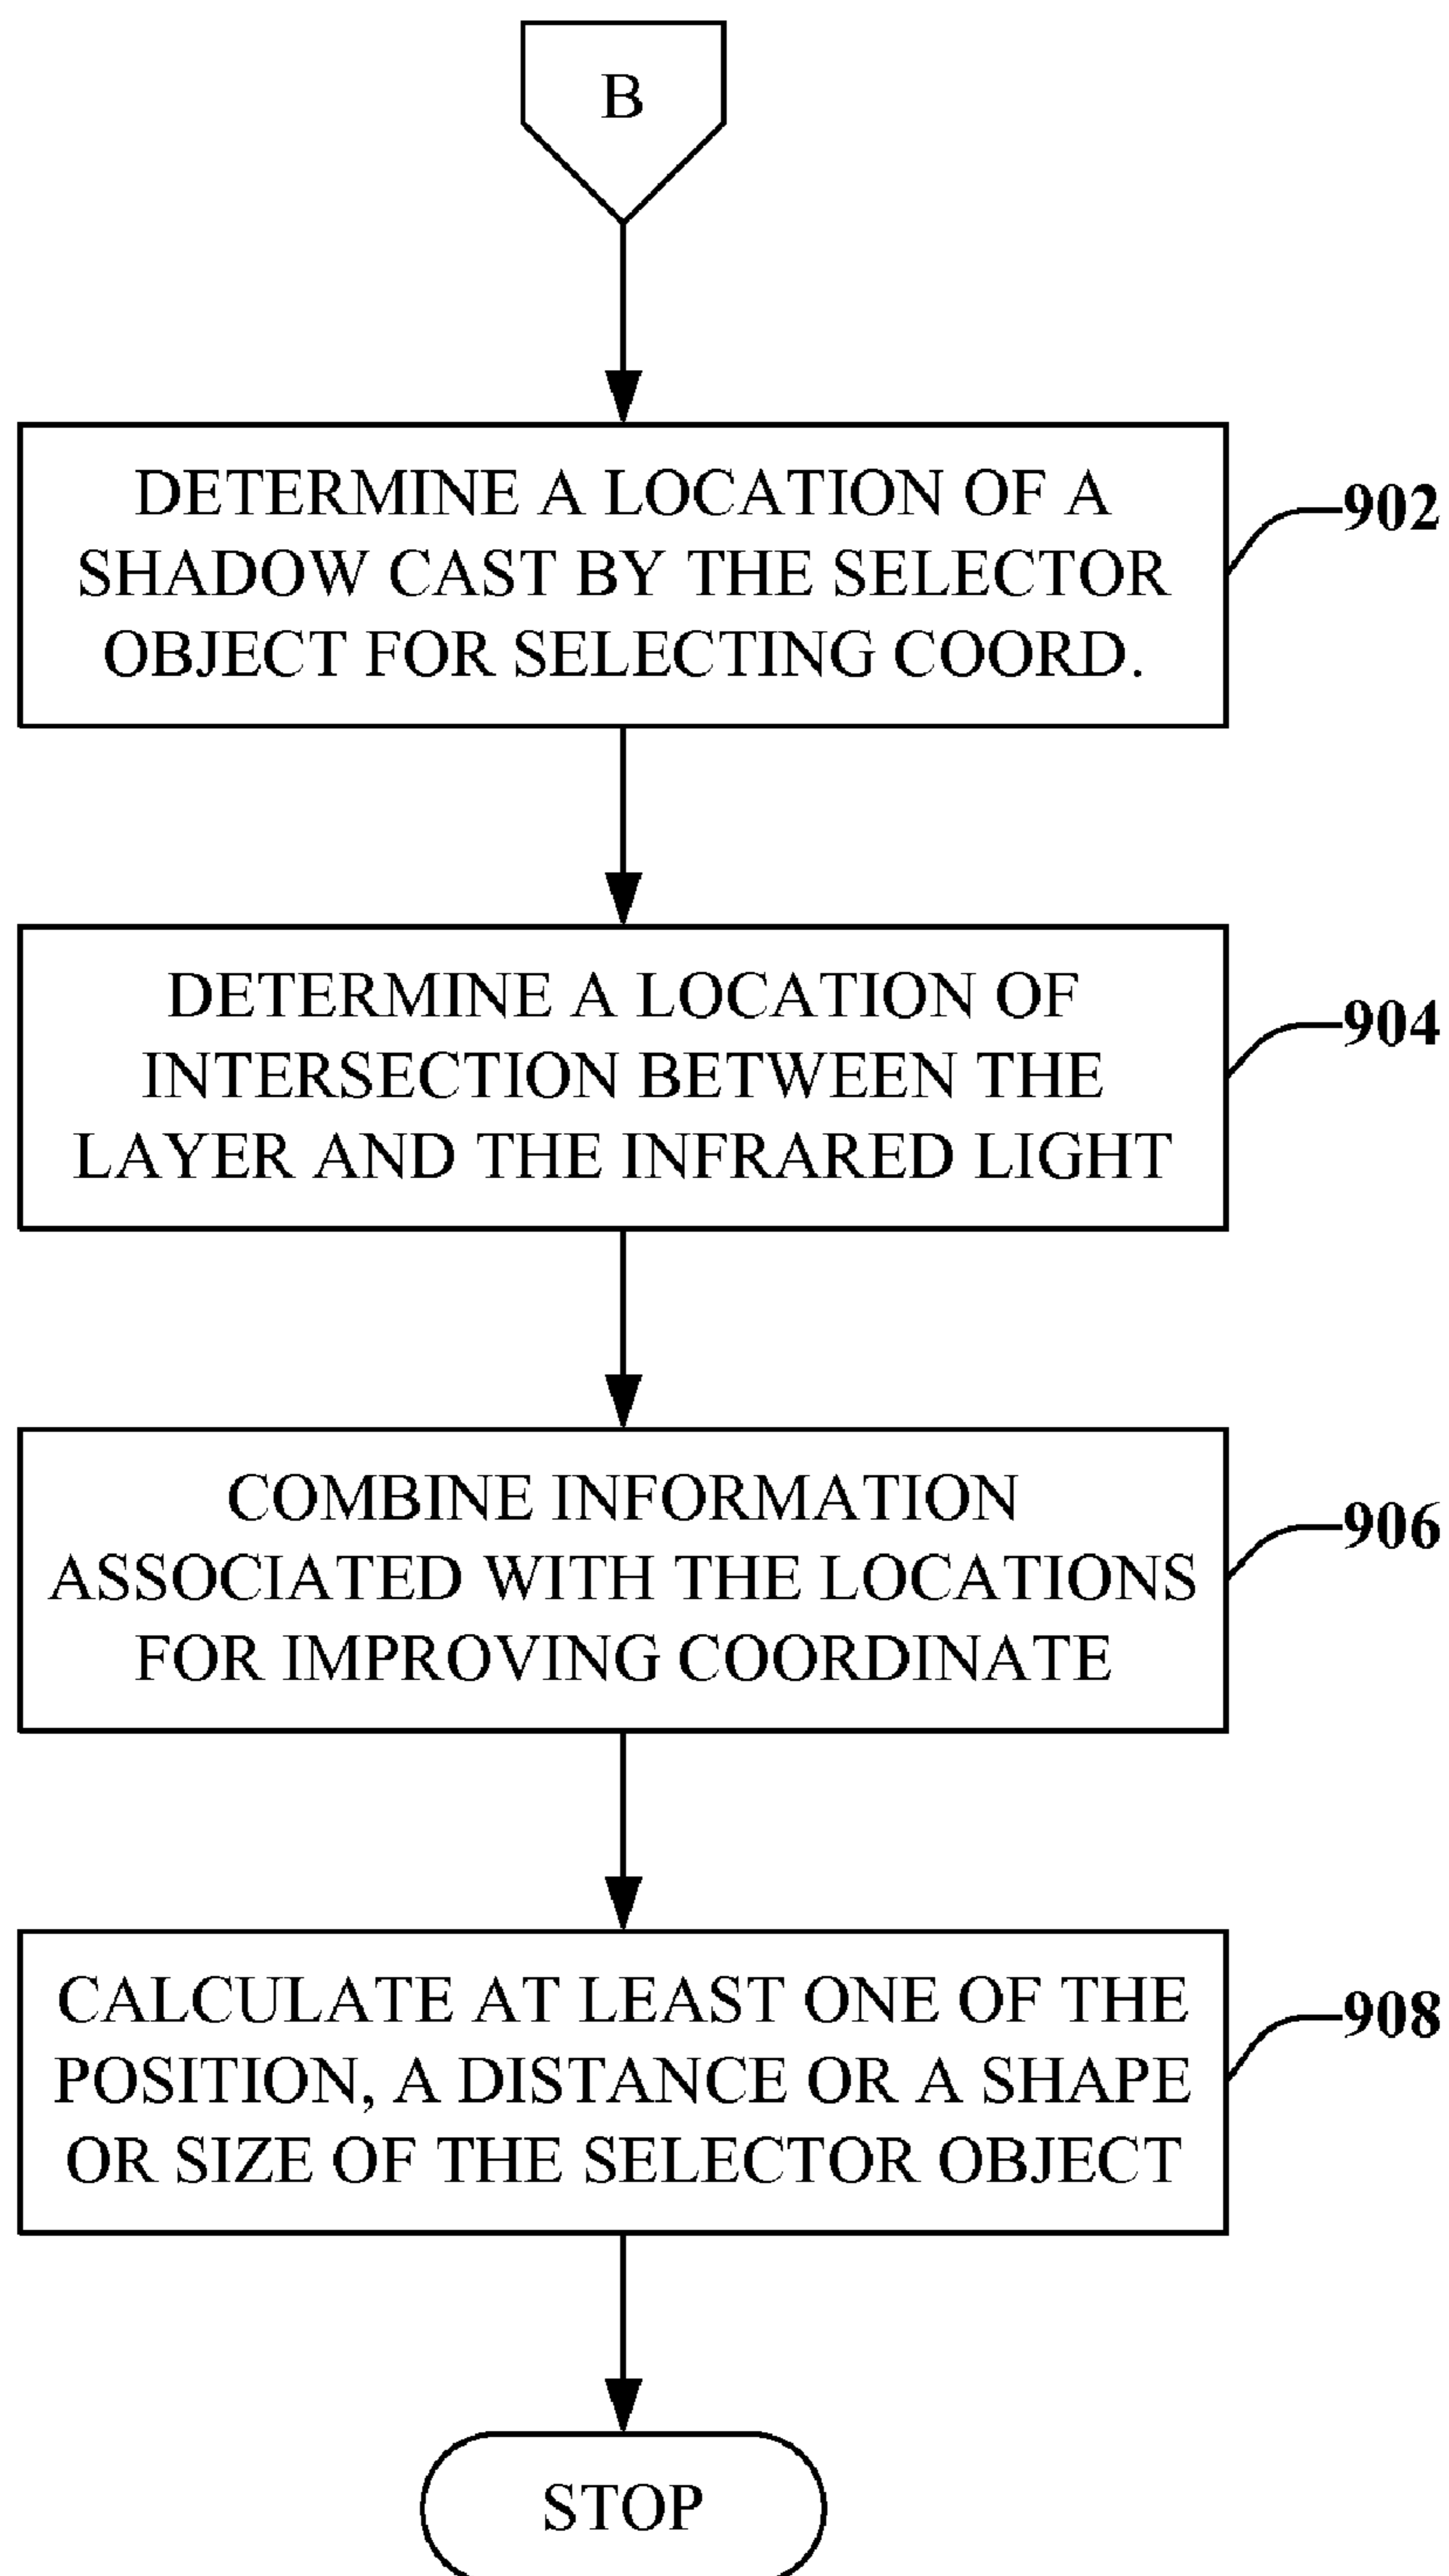 B
DETERMINE A LOCATION OF A
SHADOW CAST BY THE SELECTOR
OBJECT FOR SELECTING COORD.
902
DETERMINE A LOCATION OF
INTERSECTION BETWEEN THE
LAYER AND THE INFRARED LIGHT
904
COMBINE INFORMATION
ASSOCIATED WITH THE LOCATIONS
FOR IMPROVING COORDINATE
906
CALCULATE AT LEAST ONE OF THE
POSITION, A DISTANCE OR A SHAPE
OR SIZE OF THE SELECTOR OBJECT
908
STOP